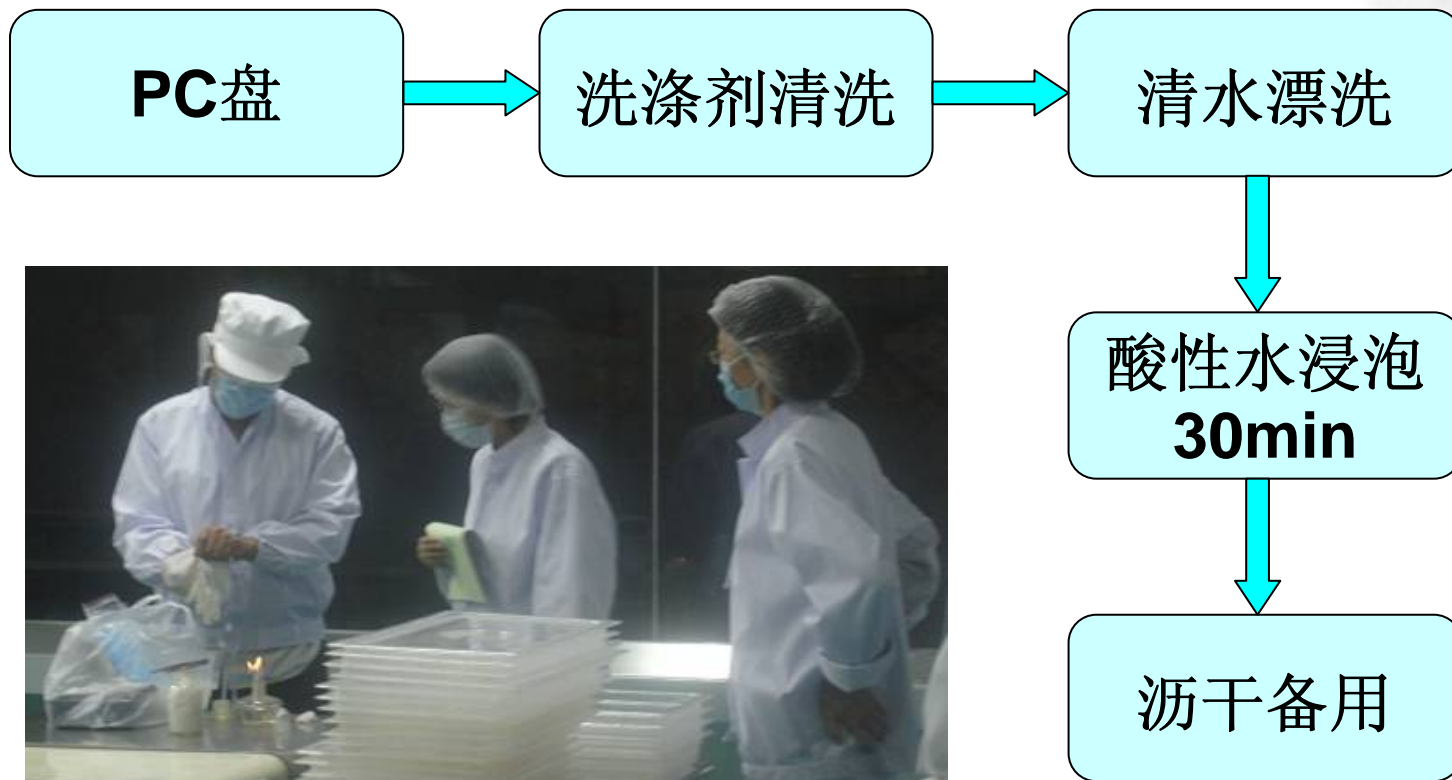 PC盘
洗涤剂清洗
清水漂洗
酸性水浸泡
30min
沥干备用